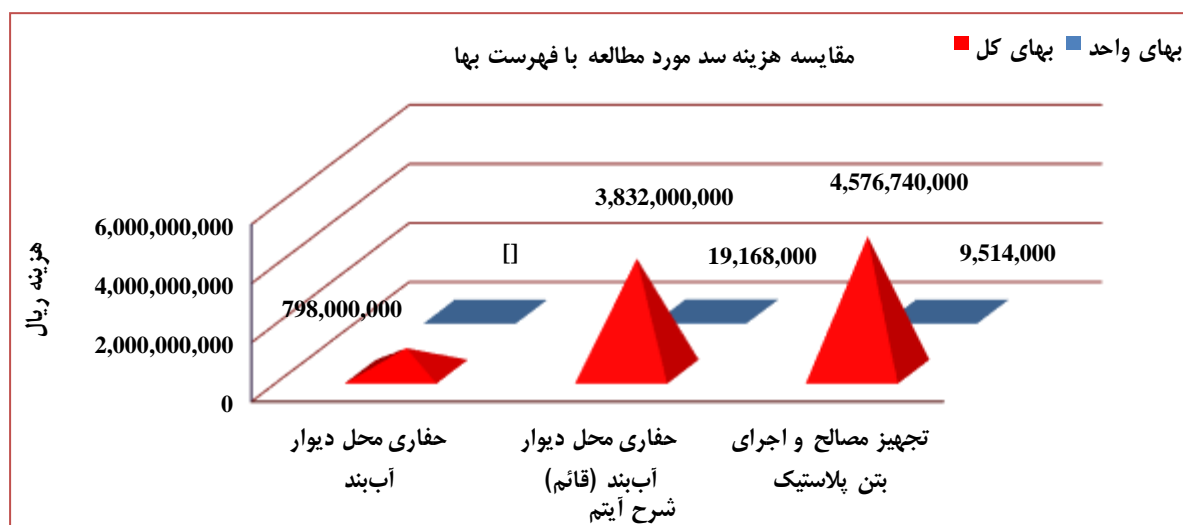 مقایسه هزینه سد مورد مطالعه با فهرست بها
بهای واحد
بهای کل
هزینه ریال
6,000,000,000
4,000,000,000
2,000,000,000
0
798,000,000
[]
3,832,000,000
19,168,000
4,576,740,000
9,514,000
حفاری محل دیوار
آب‌بند
حفاری محل دیوار
آب‌بند (قائم)
تجهیز مصالح و اجرای
بتن پلاستیک
شرح آیتم